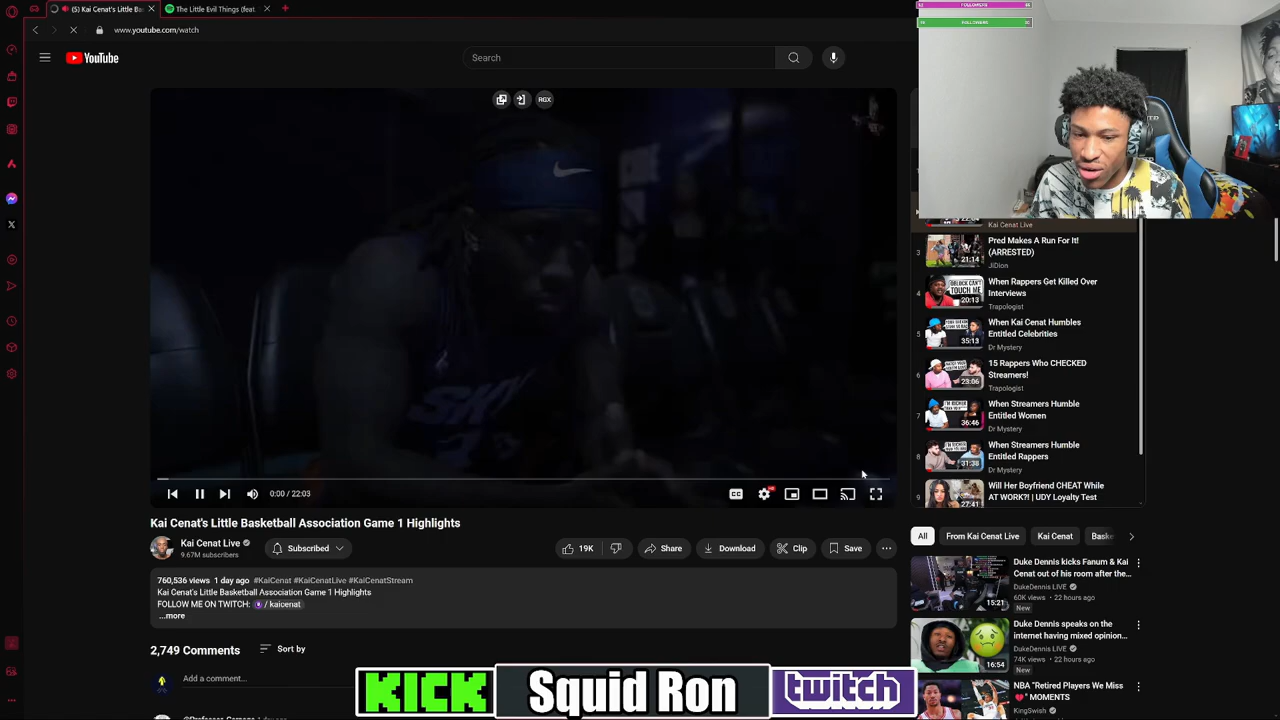 (5) Kai Cenat's Little Ba
The Little Evil Things (feat.
www.youtube.com/watch
FOLLOWERS
FOLLOWERS
YouTube
Search
RGX
22:04
Kai Cenat Live
3
21:14
Pred Makes A Run For It!
(ARRESTED)
JiDion
4
20:13
When Rappers Get Killed Over
Interviews
Trapologist
5
35:13
When Kai Cenat Humbles
Entitled Celebrities
Dr Mystery
6
23:06
15 Rappers Who CHECKED
Streamers!
Trapologist
7
36:46
When Streamers Humble
Entitled Women
Dr Mystery
8
31:38
When Streamers Humble
Entitled Rappers
Dr Mystery
9
27:41
Will Her Boyfriend CHEAT While
AT WORK?! | UDY Loyalty Test
0:00 / 22:03
CC
HD
Kai Cenat's Little Basketball Association Game 1 Highlights
Kai Cenat Live
9.67M subscribers
Subscribed
19K
Share
Download
Clip
Save
760,536 views 1 day ago #KaiCenat #KaiCenatLive #KaiCenatStream
Kai Cenat's Little Basketball Association Game 1 Highlights
FOLLOW ME ON TWITCH: / kaicenat
...more
2,749 Comments
Sort by
Add a comment...
All
From Kai Cenat Live
Kai Cenat
Baske
15:21
Duke Dennis kicks Fanum & Kai
Cenat out of his room after the...
DukeDennis LIVE
60K views • 22 hours ago
New
16:54
Duke Dennis speaks on the
internet having mixed opinion...
DukeDennis LIVE
74K views • 22 hours ago
New
NBA "Retired Players We Miss
💔" MOMENTS
KingSwish
KICK
Squid Ron
twitch